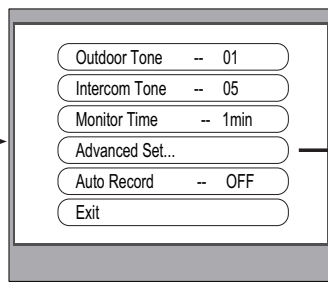 Outdoor Tone -- 01
Intercom Tone -- 05
Monitor Time -- 1min
Advanced Set...
Auto Record -- OFF
Exit